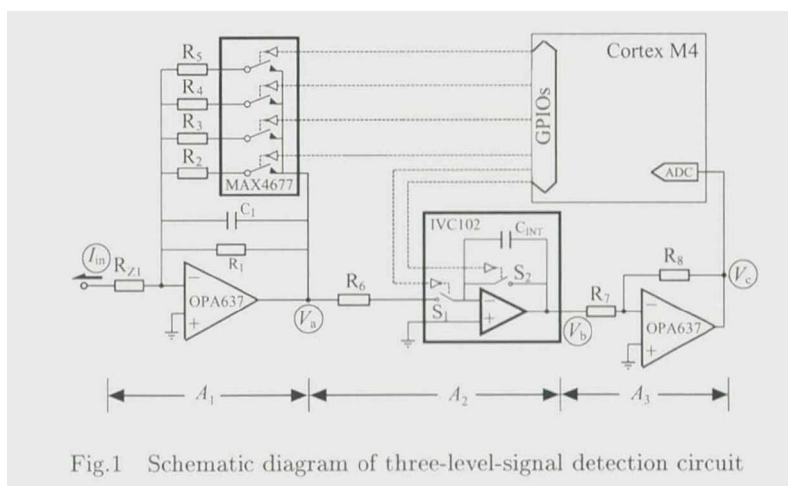 R5
Cortex M4
R4
R3
GPIOs
R2
MAX4677
ADC
C1
IVC102
CINT
Iin
RZ1
R1
R8
S2
OPA637
R6
R7
Vc
S1
Va
Vb
OPA637
A1
A2
A3
Fig.1 Schematic diagram of three-level-signal detection circuit